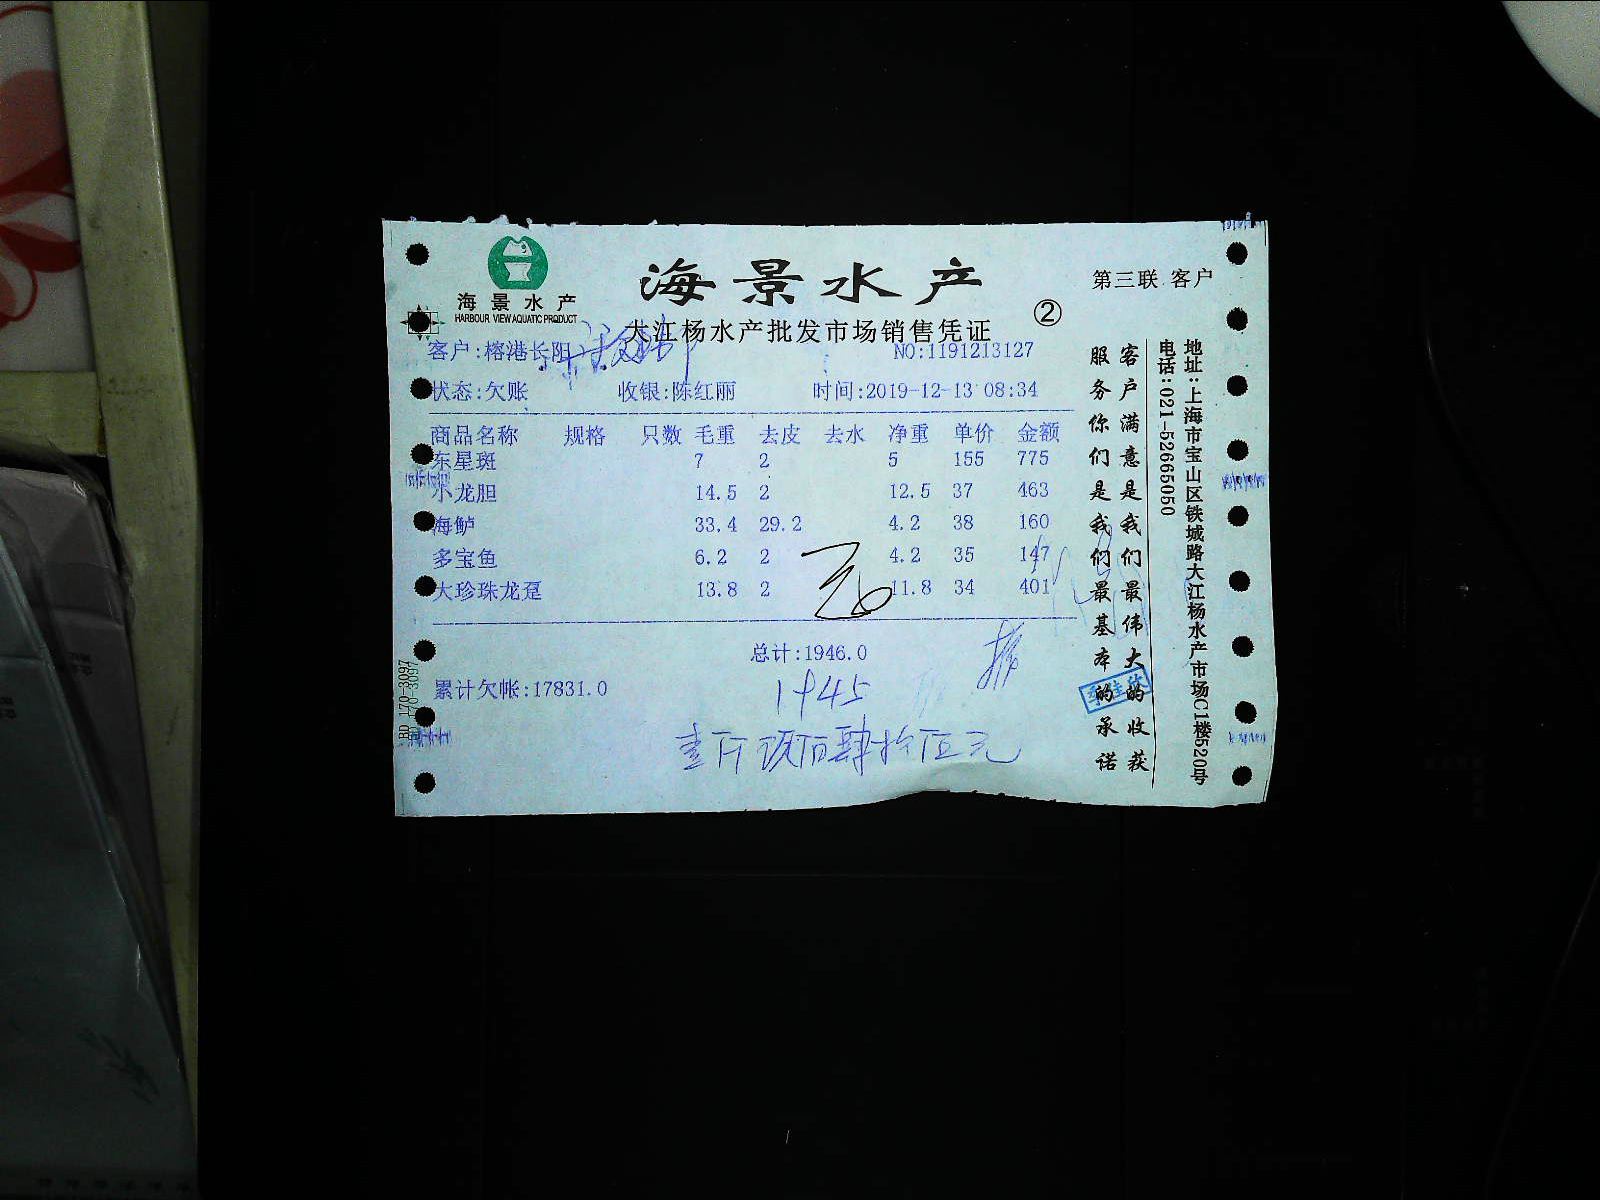 海景水产
HARBOUR VIEW AQUATIC PRODUCT
海景水产
第三联 客户
大江杨水产批发市场销售凭证
②
客户:榕港长阳
NO:1191213127
状态:欠账 收银:陈红丽 时间:2019-12-13 08:34
商品名称 规格 只数 毛重 去皮 去水 净重 单价 金额
东星斑 7 2 5 155 775
小龙胆 14.5 2 12.5 37 463
海鲈 33.4 29.2 4.2 38 160
多宝鱼 6.2 2 4.2 35 147
大珍珠龙趸 13.8 2 11.8 34 401
总计:1946.0
累计欠帐:17831.0
1945
壹仟玖佰肆拾伍元
客户满意是我们最伟大的收获
服务你们是我们最基本的承诺
地址:上海市宝山区铁城路大江杨水产市场C1楼520号
电话:021-52665050